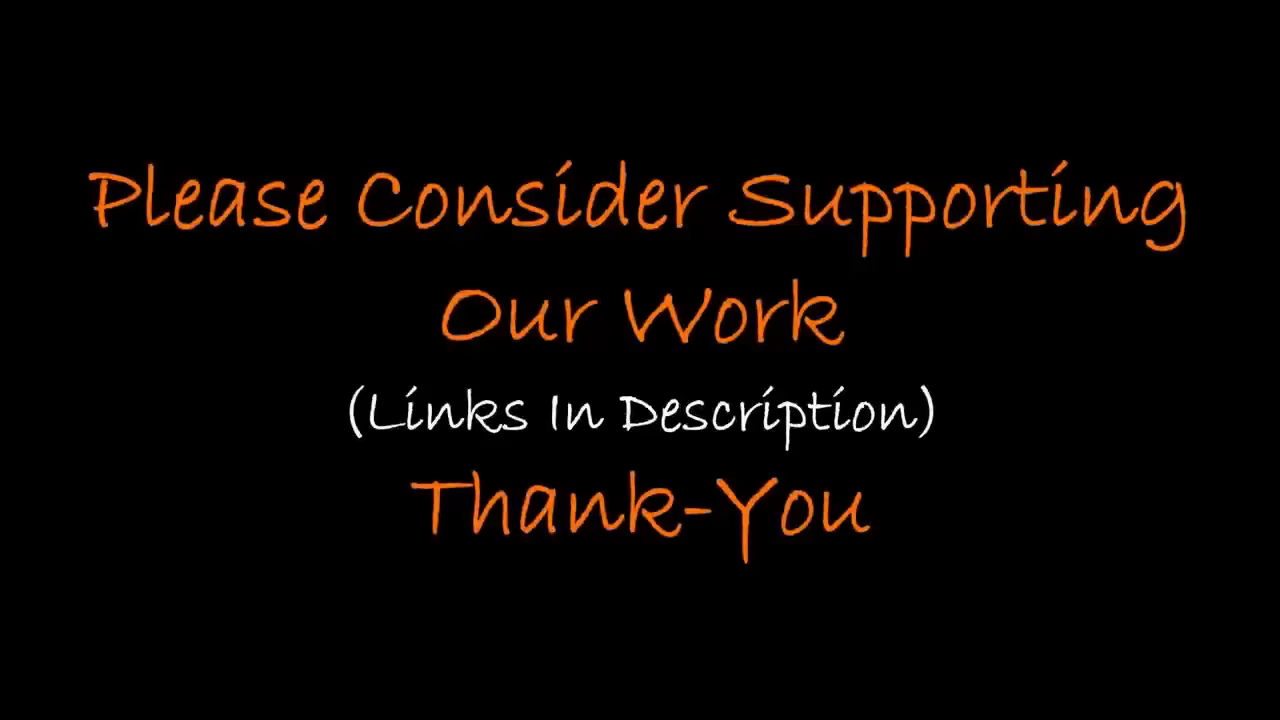 Please Consider Supporting
Our Work
(Links In Description)
Thank-You